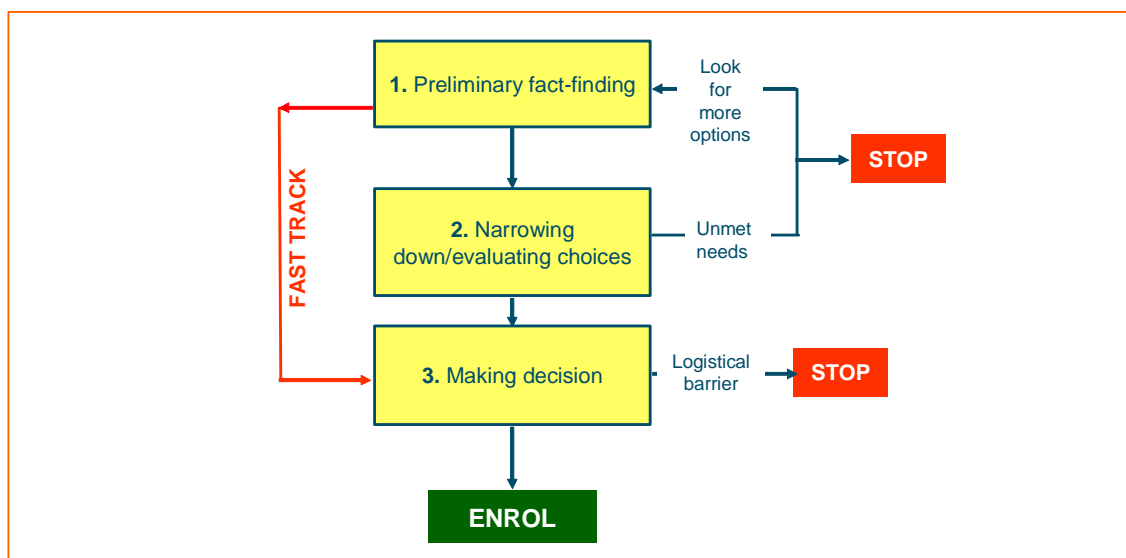 1. Preliminary fact-finding
Look
for
more
options
STOP
FAST TRACK
2. Narrowing
down/evaluating choices
Unmet
needs
3. Making decision
Logistical
barrier
STOP
ENROL